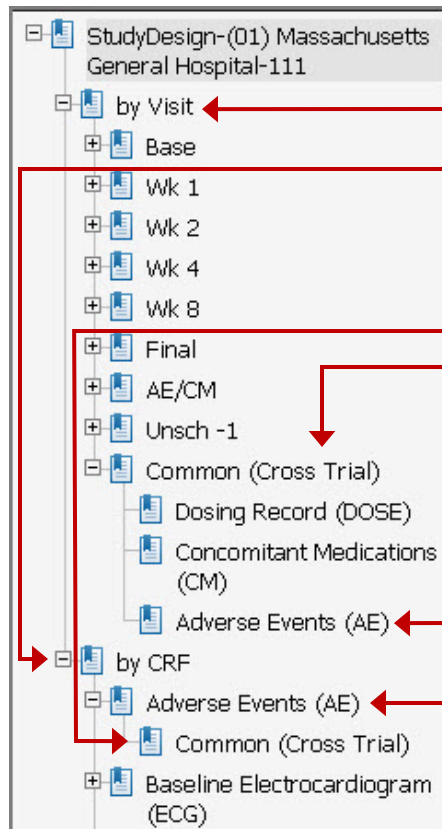 StudyDesign-(01) Massachusetts
General Hospital-111
by Visit
Base
Wk 1
Wk 2
Wk 4
Wk 8
Final
AE/CM
Unsch -1
Common (Cross Trial)
Dosing Record (DOSE)
Concomitant Medications
(CM)
Adverse Events (AE)
by CRF
Adverse Events (AE)
Common (Cross Trial)
Baseline Electrocardiogram
(ECG)